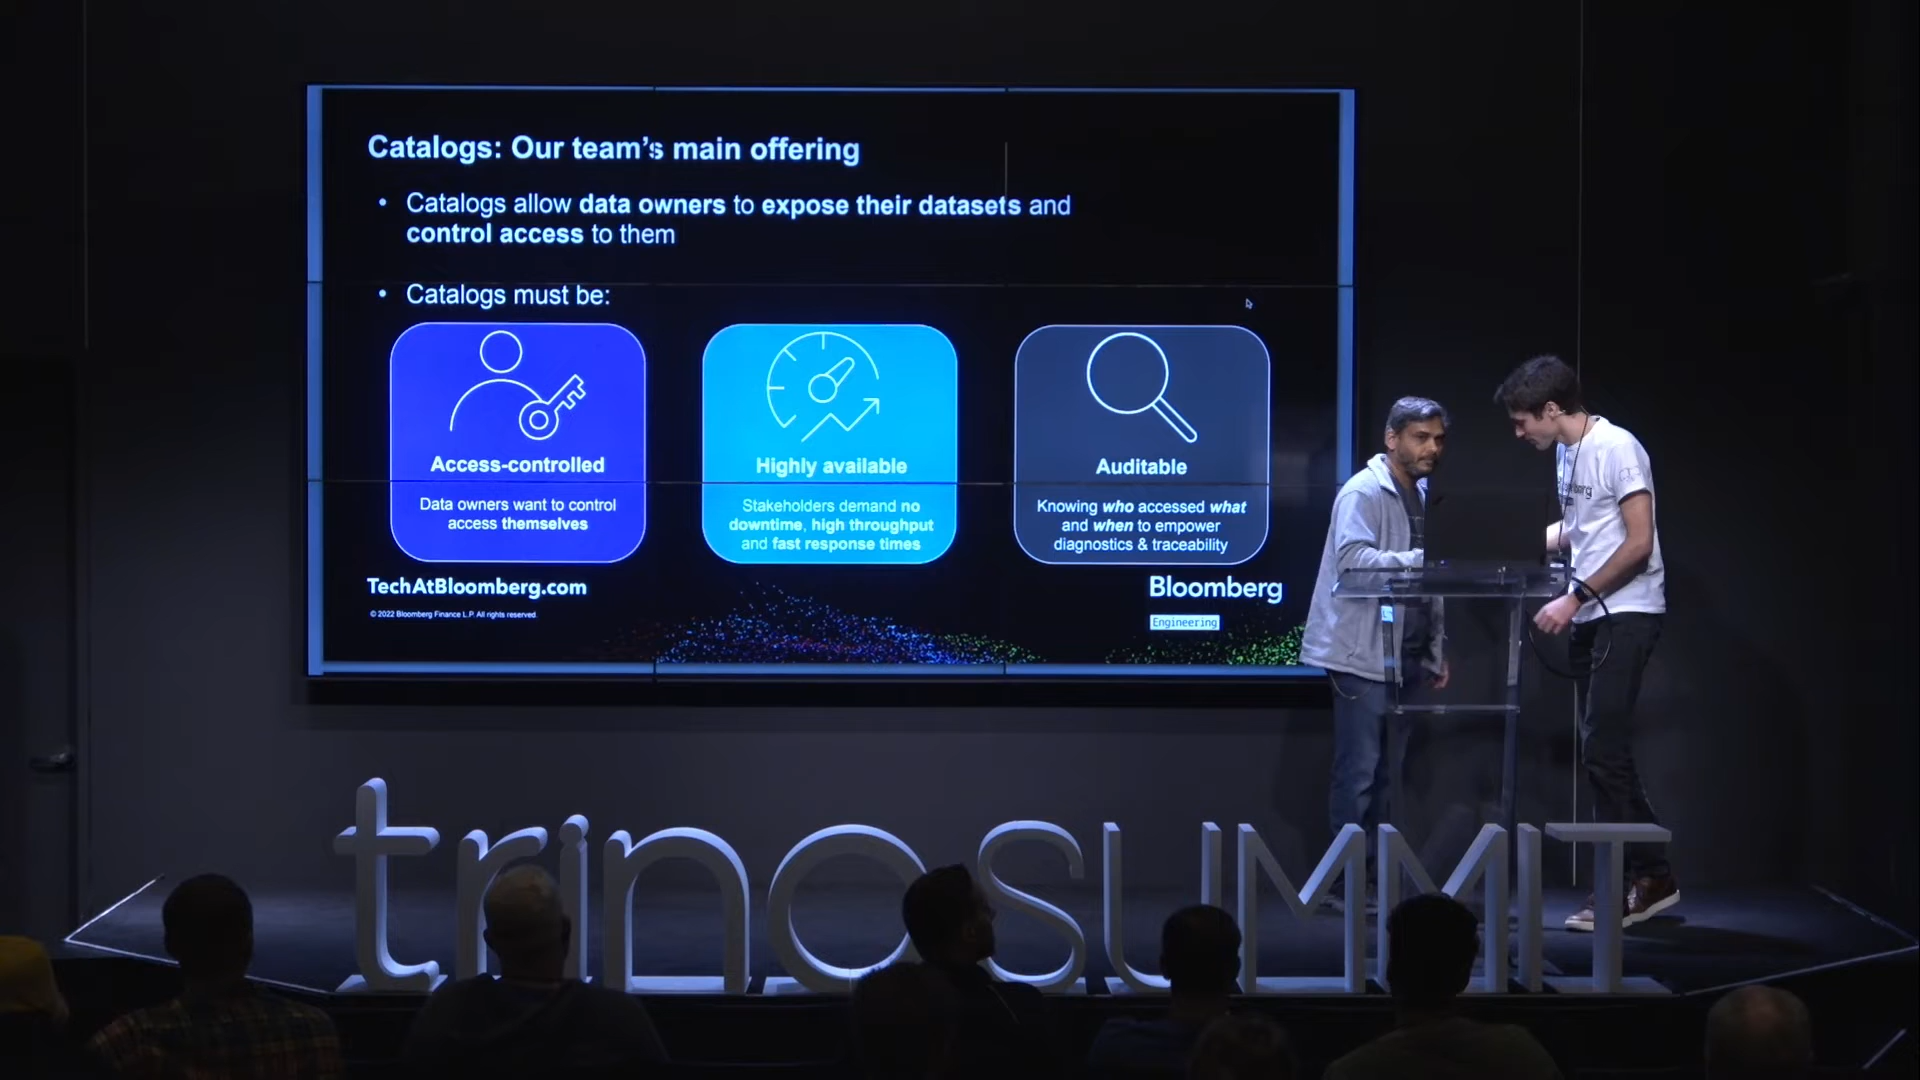 Catalogs: Our team's main offering
• Catalogs allow data owners to expose their datasets and
control access to them
• Catalogs must be:
Access-controlled
Data owners want to control
access themselves
Highly available
Stakeholders demand no
downtime, high throughput
and fast response times
Auditable
Knowing who accessed what
and when to empower
diagnostics & traceability
TechAtBloomberg.com
© 2022 Bloomberg Finance L.P. All rights reserved.
Bloomberg
Engineering
trino SUMMIT